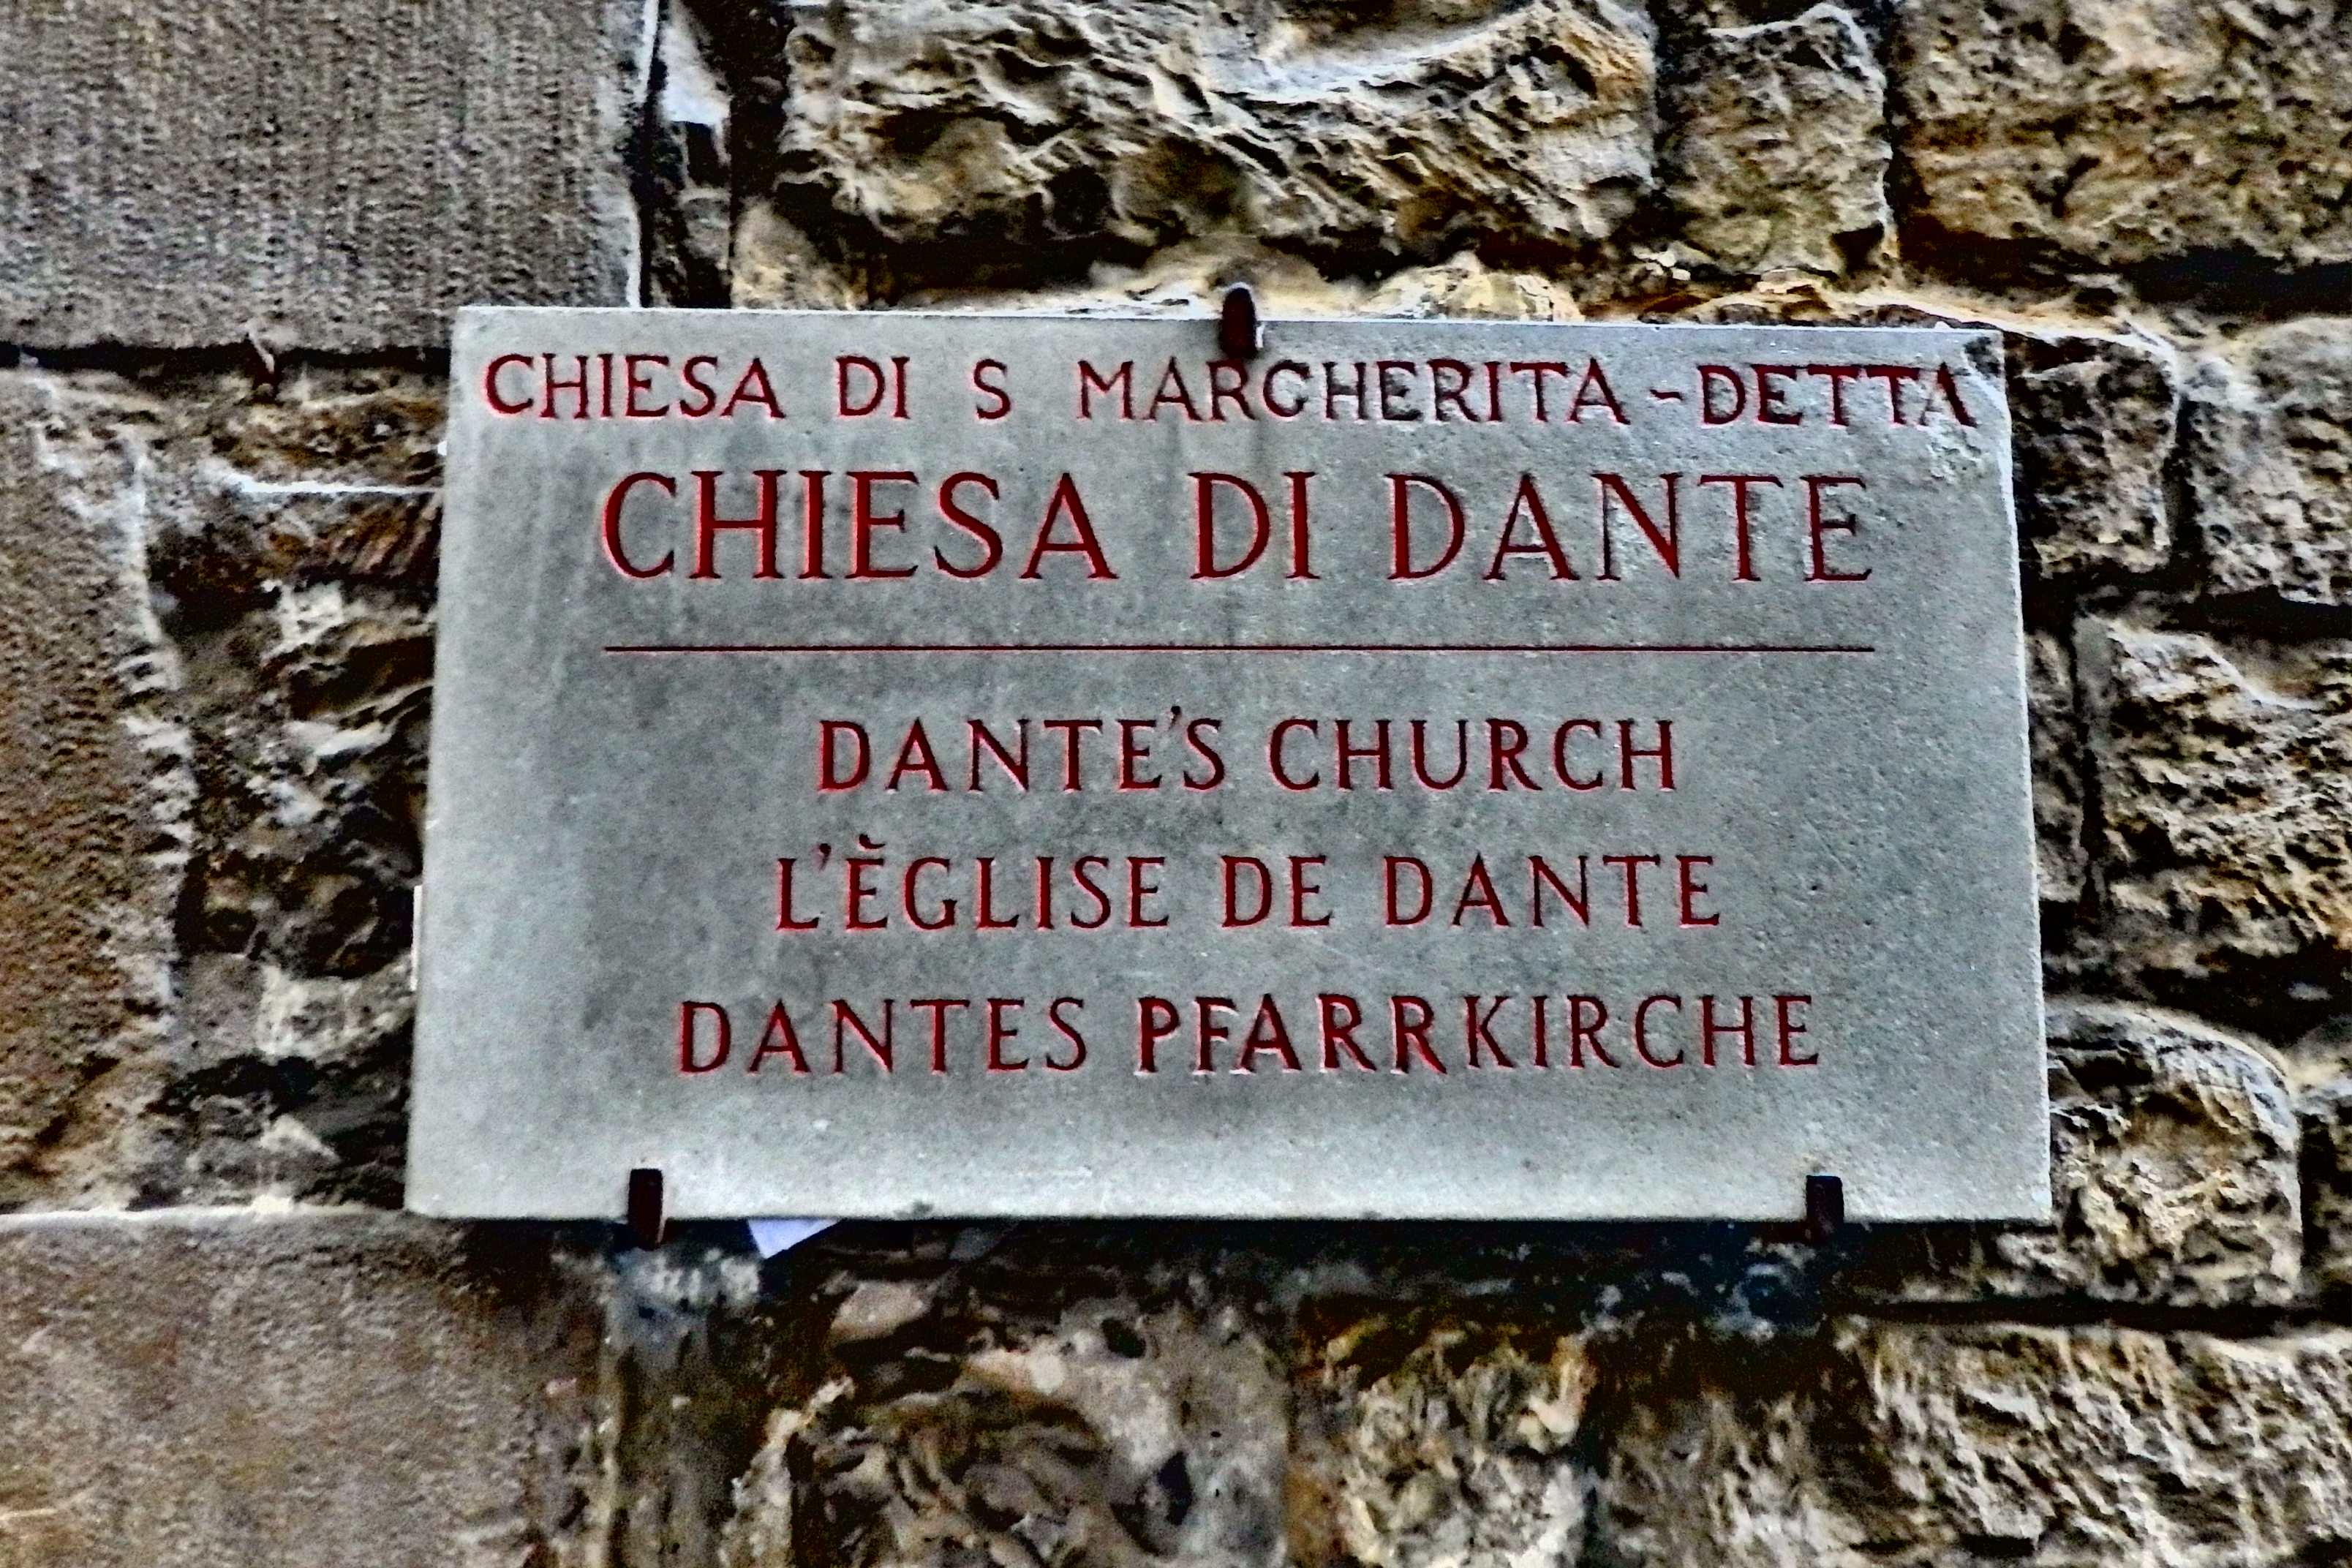 CHIESA DI S MARGHERITA-DETTA
CHIESA DI DANTE
DANTE'S CHURCH
L'ÈGLISE DE DANTE
DANTES PFARRKIRCHE